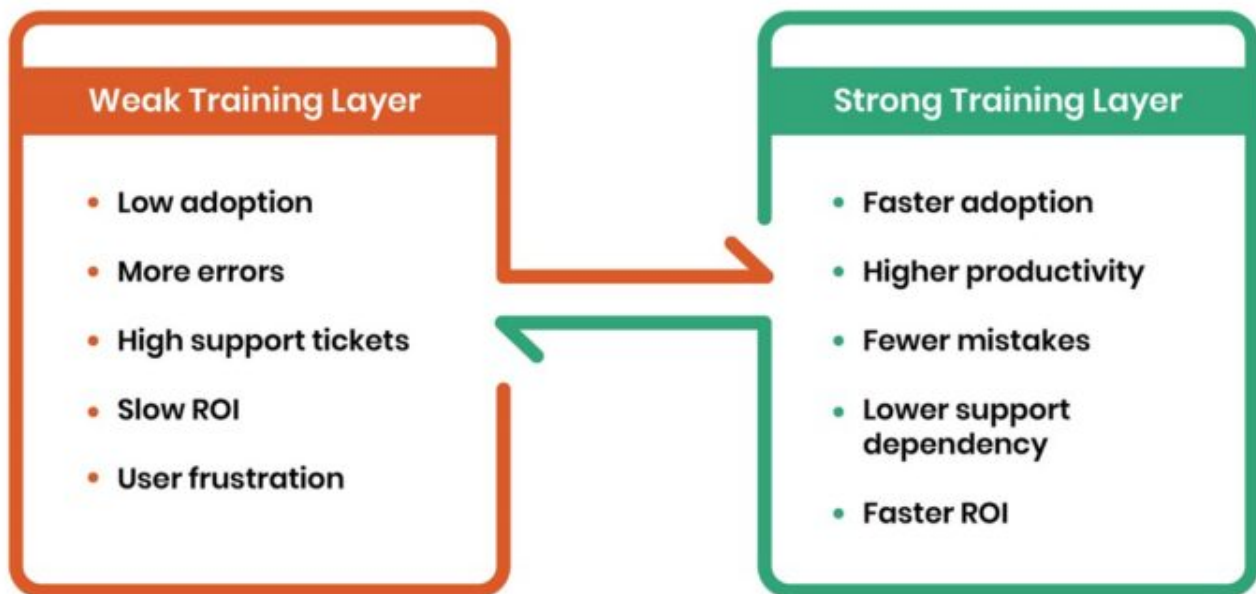 Weak Training Layer
Low adoption
More errors
High support tickets
Slow ROI
User frustration
Strong Training Layer
Faster adoption
Higher productivity
Fewer mistakes
Lower support
dependency
Faster ROI